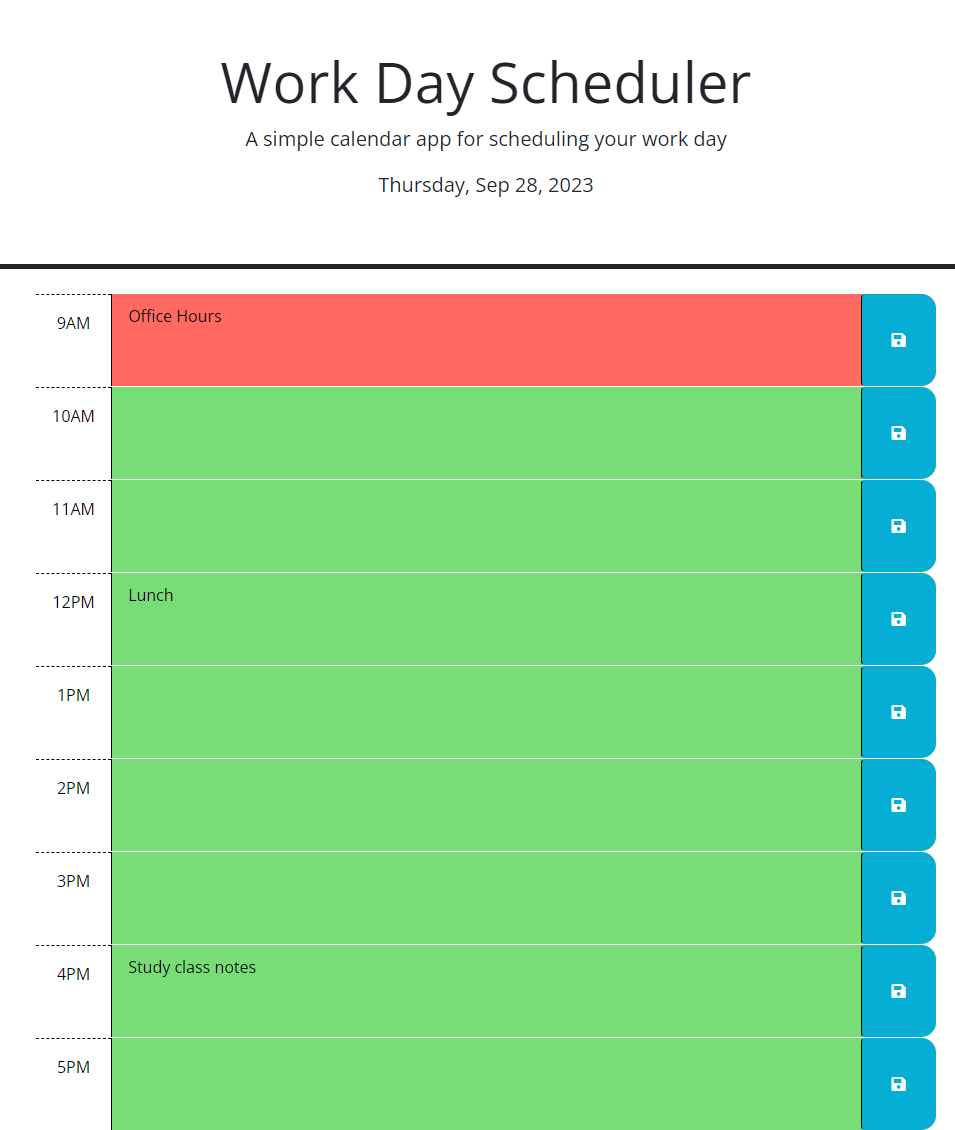 Work Day Scheduler
A simple calendar app for scheduling your work day
Thursday, Sep 28, 2023
9AM
Office Hours
10AM
11AM
12PM
Lunch
1PM
2PM
3PM
4PM
Study class notes
5PM